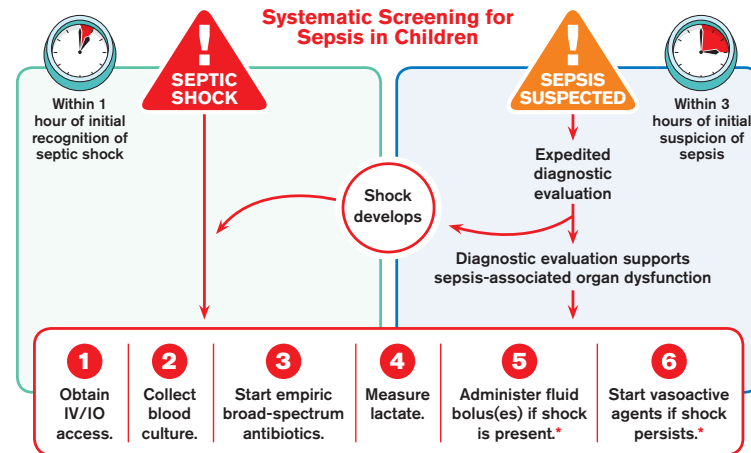 Systematic Screening for
Sepsis in Children
!
SEPTIC
SHOCK
!
SEPSIS
SUSPECTED
Within 1
hour of initial
recognition of
septic shock
Within 3
hours of initial
suspicion of
sepsis
Expedited
diagnostic
evaluation
Shock
develops
Diagnostic evaluation supports
sepsis-associated organ dysfunction
1
Obtain
IV/IO
access.
2
Collect
blood
culture.
3
Start empiric
broad-spectrum
antibiotics.
4
Measure
lactate.
5
Administer fluid
bolus(es) if shock
is present.*
6
Start vasoactive
agents if shock
persists.*